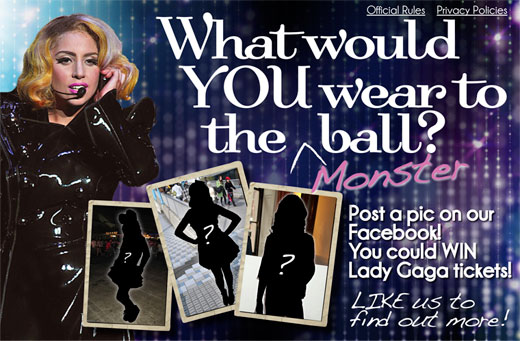 Official Rules Privacy Policies
What would
YOU wear to
the ball?
Monster
Post a pic on our
Facebook!
You could WIN
Lady Gaga tickets!
LIKE us to
find out more!
?
?
?